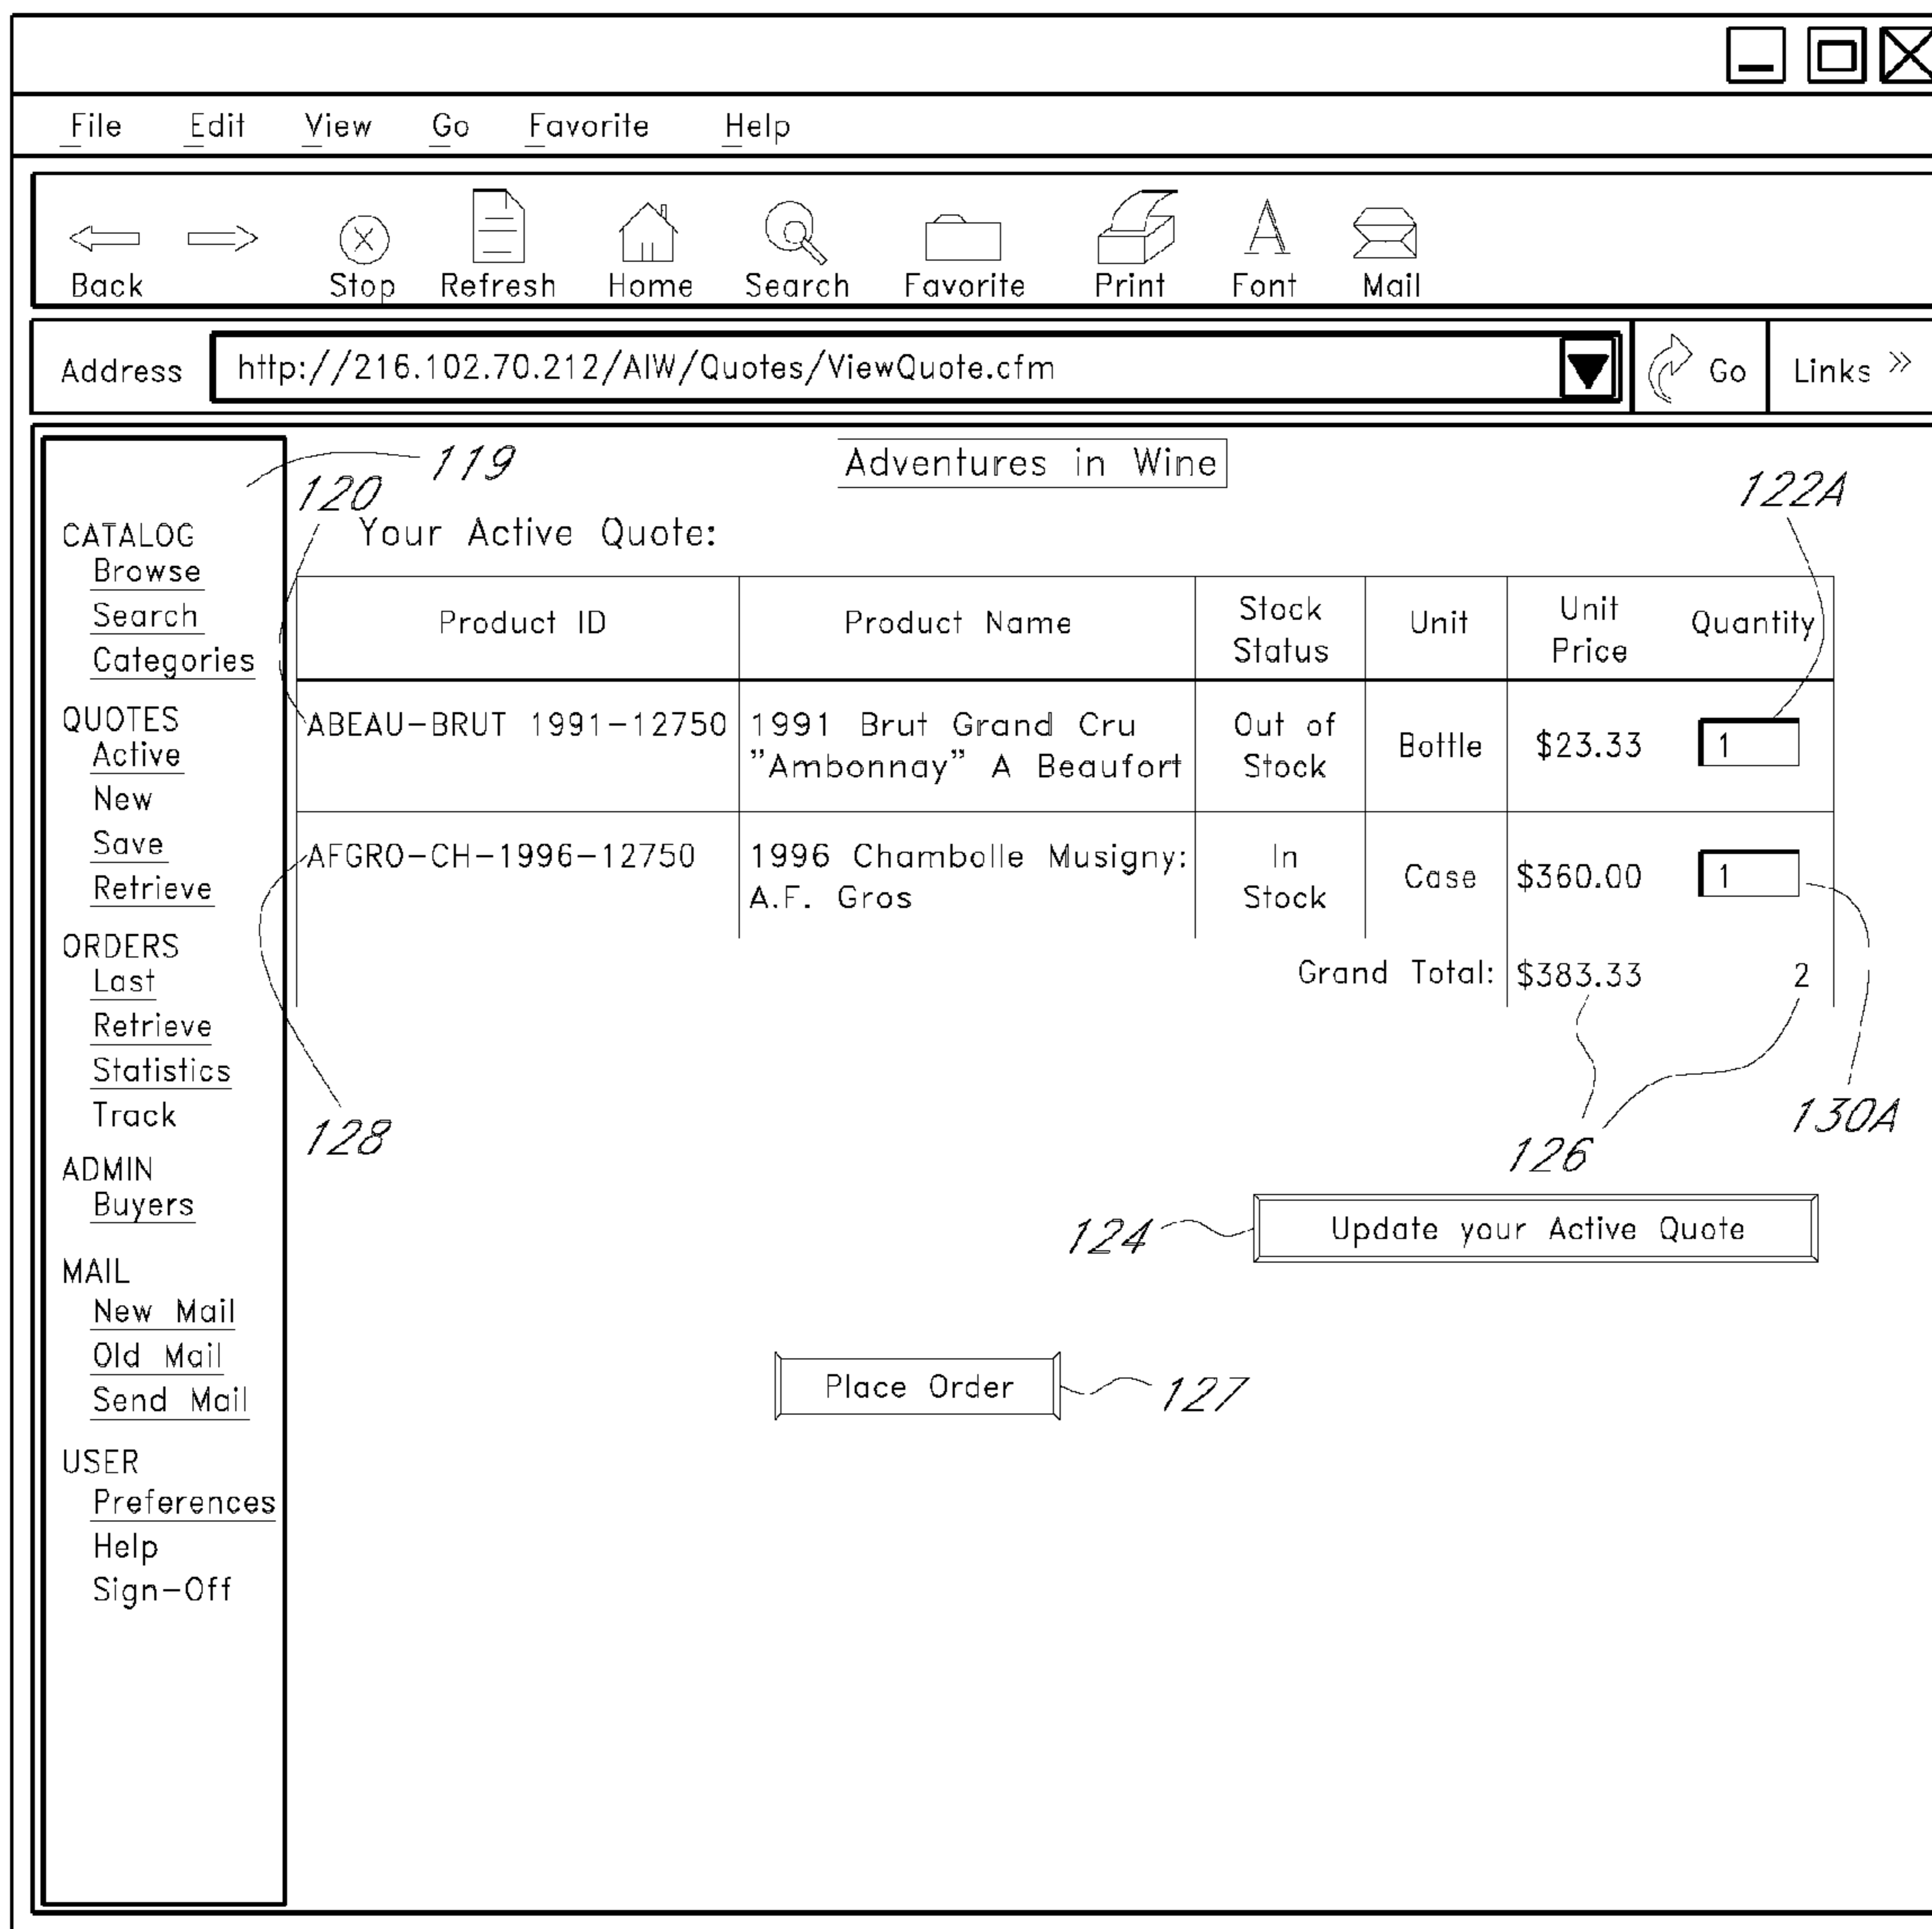 File Edit View Go Favorite Help
Back Stop Refresh Home Search Favorite Print Font Mail
Address http://216.102.70.212/AIW/Quotes/ViewQuote.cfm Go Links »
119 Adventures in Wine
120 122A
Your Active Quote:
CATALOG
Browse
Search
Categories
QUOTES
Active
New
Save
Retrieve
ORDERS
Last
Retrieve
Statistics
Track
ADMIN
Buyers
MAIL
New Mail
Old Mail
Send Mail
USER
Preferences
Help
Sign-Off
Product ID Product Name Stock Status Unit Unit Price Quantity
ABEAU-BRUT 1991-12750 1991 Brut Grand Cru Out of Bottle $23.33 1
"Ambonnay" A Beaufort Stock
AFGRO-CH-1996-12750 1996 Chambolle Musigny: In Case $360.00 1
A.F. Gros Stock
Grand Total: $383.33 2
128 126 130A
124 Update your Active Quote
Place Order 127